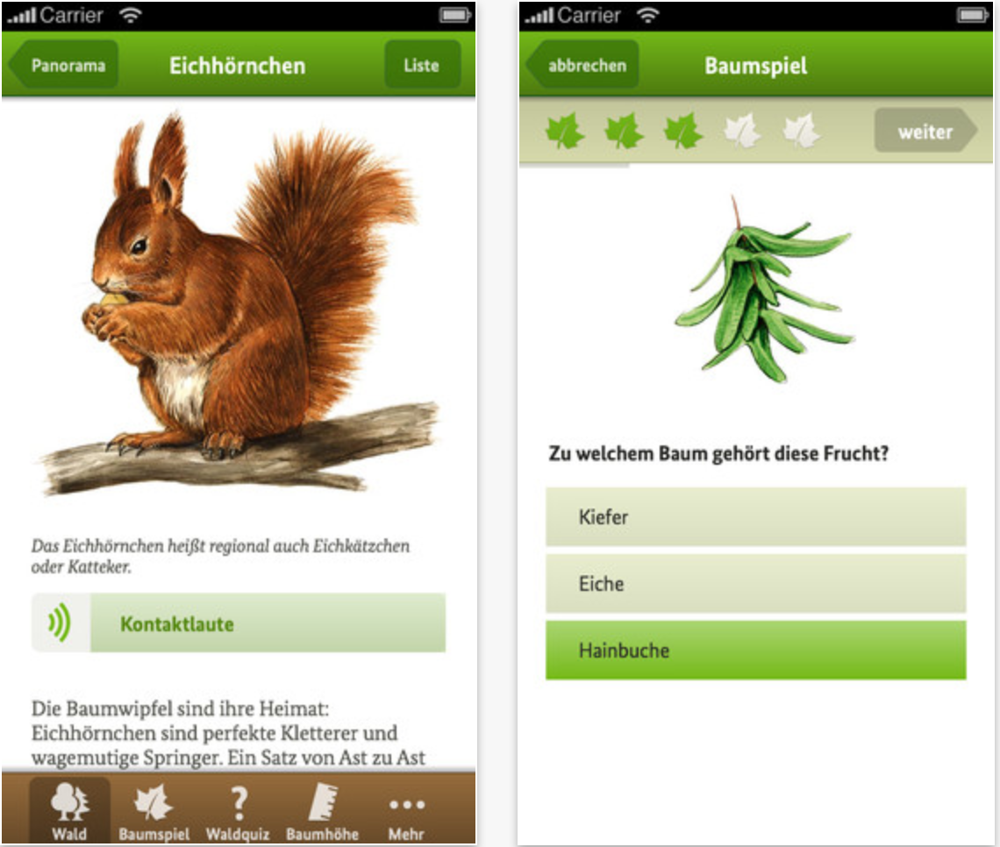 Carrier
Panorama
Eichhörnchen
Liste
Das Eichhörnchen heißt regional auch Eichkätzchen
oder Katteker.
Kontaktlaute
Die Baumwipfel sind ihre Heimat:
Eichhörnchen sind perfekte Kletterer und
wagemutige Springer. Ein Satz von Ast zu Ast
Wald
Baumspiel
Waldquiz
Baumhöhe
Mehr
Carrier
abbrechen
Baumspiel
weiter
Zu welchem Baum gehört diese Frucht?
Kiefer
Eiche
Hainbuche